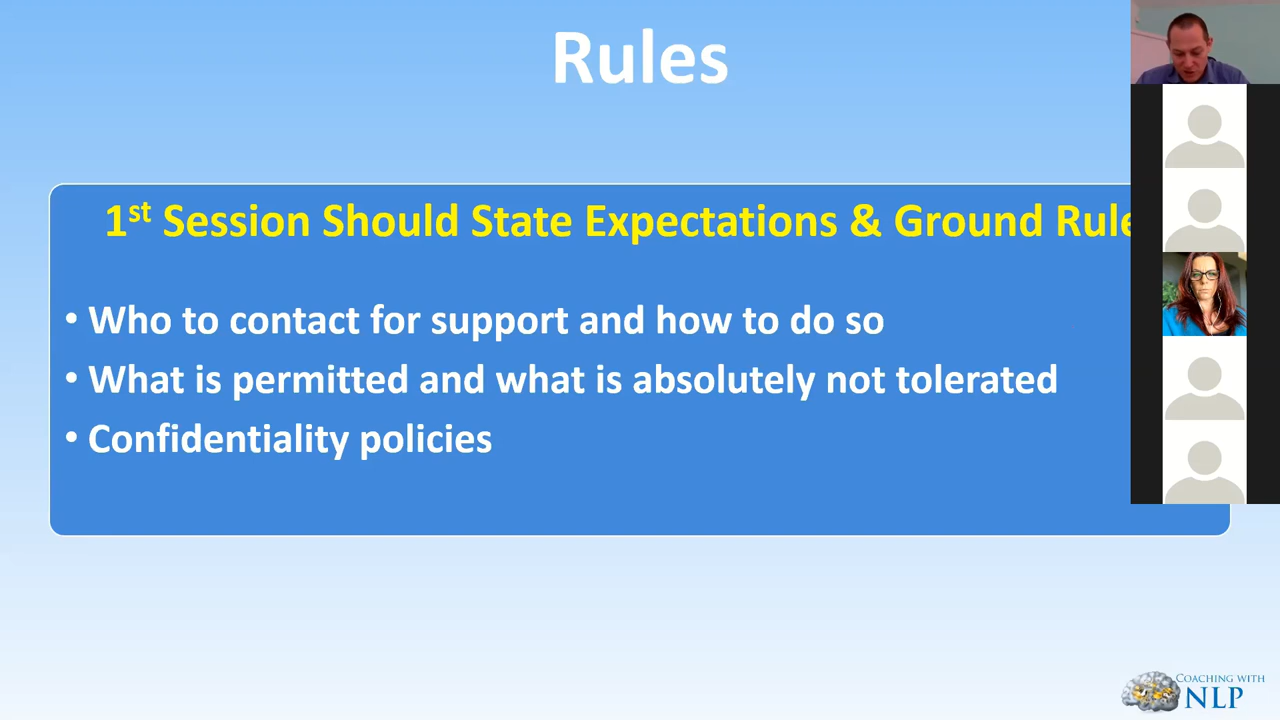 Rules
1st Session Should State Expectations & Ground Rule
• Who to contact for support and how to do so
• What is permitted and what is absolutely not tolerated
• Confidentiality policies
COACHING WITH
NLP